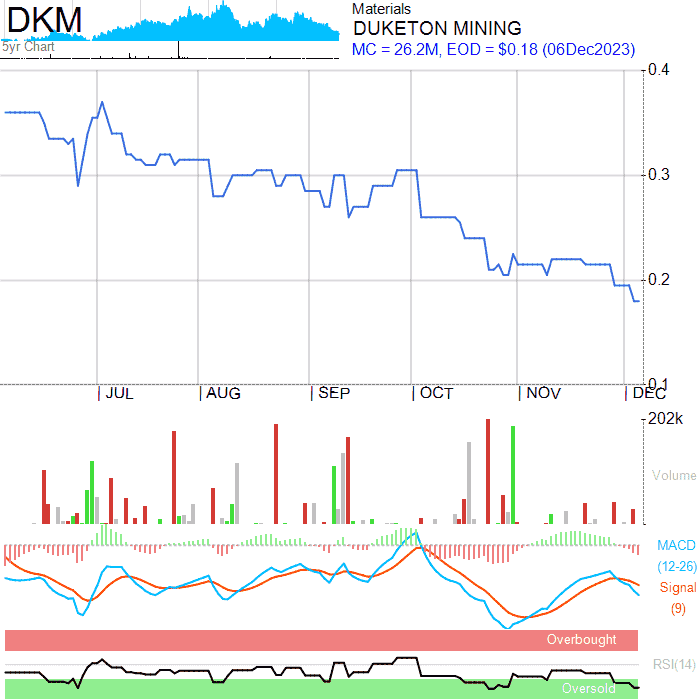 DKM
5yr Chart
Materials
DUKETON MINING
MC = 26.2M, EOD = $0.18 (06Dec2023)
0.4
0.3
0.2
0.1
JUL AUG SEP OCT NOV DEC
202k
Volume
MACD
(12-26)
Signal
(9)
Overbought
RSI(14)
Oversold